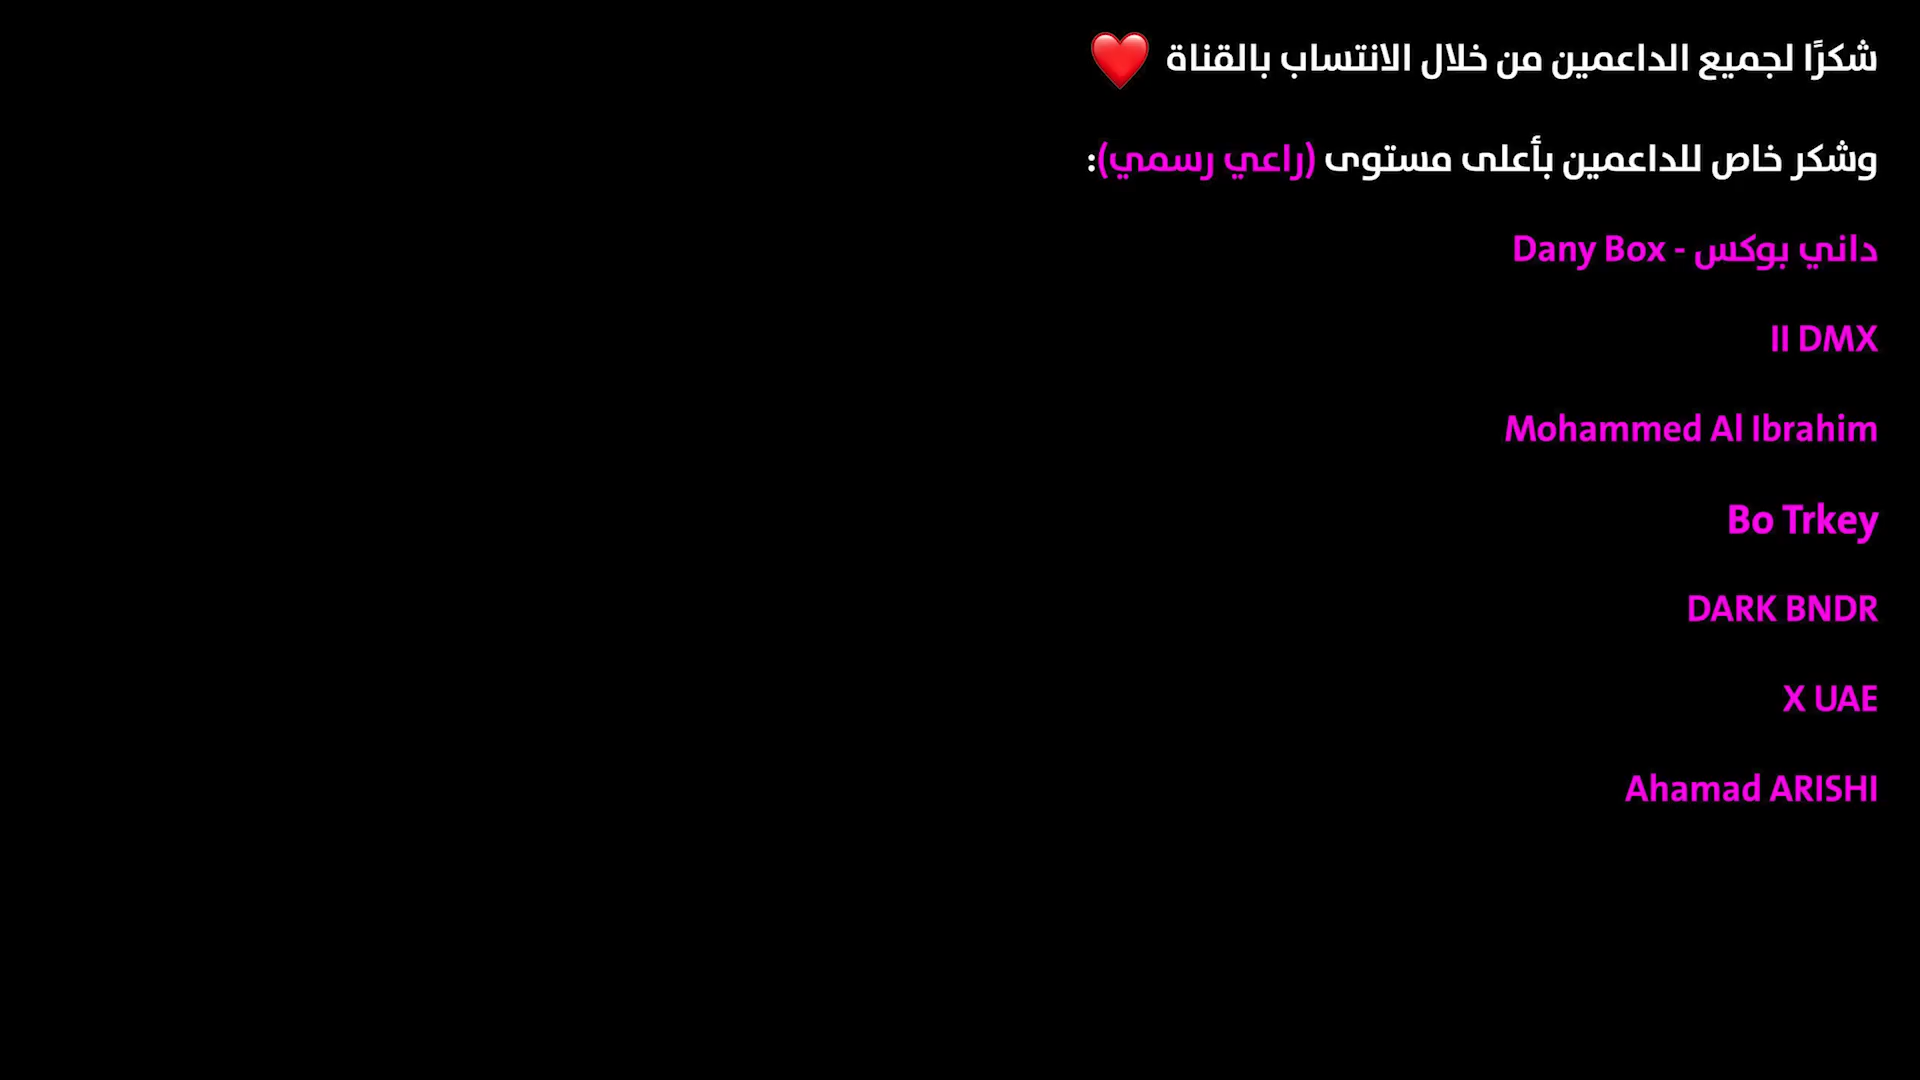 شكرًا لجميع الداعمين من خلال الانتساب بالقناة ❤️
وشكر خاص للداعمين بأعلى مستوى (راعي رسمي):
داني بوكس - Dany Box
II DMX
Mohammed Al Ibrahim
Bo Trkey
DARK BNDR
X UAE
Ahamad ARISHI